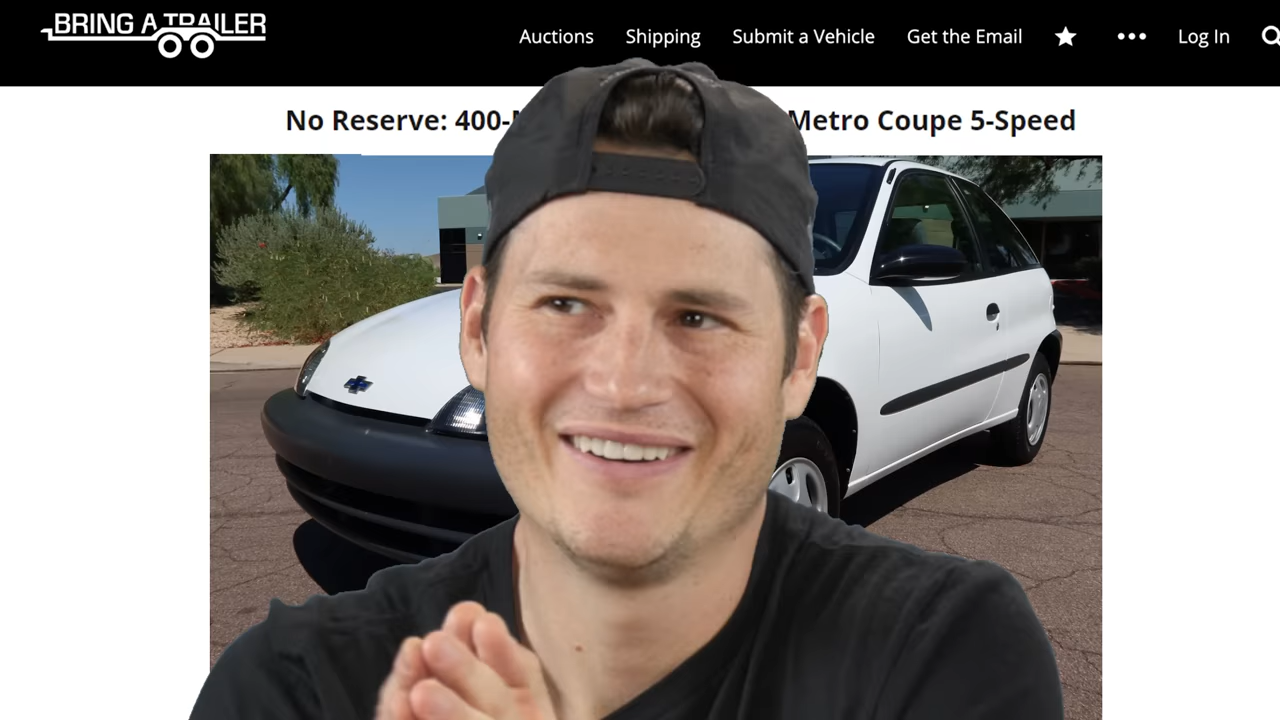 BRING A TRAILER
Auctions Shipping Submit a Vehicle Get the Email Log In
No Reserve: 400- Metro Coupe 5-Speed